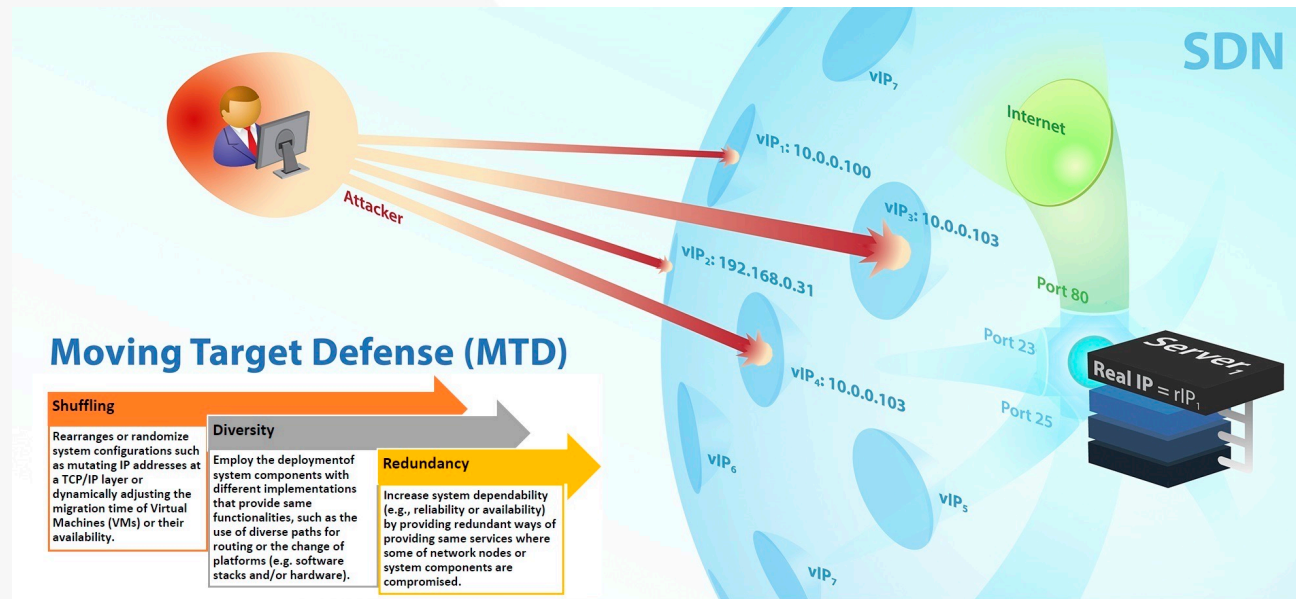 SDN
vIP₇
Internet
vIP₁: 10.0.0.100
Attacker
vIP₃: 10.0.0.103
vIP₂: 192.168.0.31
Port 80
Port 23
Server₁
Real IP = rIP₁
vIP₄: 10.0.0.103
Port 25
vIP₆
vIP₅
vIP₇
Moving Target Defense (MTD)
Shuffling
Rearranges or randomize
system configurations such
as mutating IP addresses at
a TCP/IP layer or
dynamically adjusting the
migration time of Virtual
Machines (VMs) or their
availability.
Diversity
Employ the deploymentof
system components with
different implementations
that provide same
functionalities, such as the
use of diverse paths for
routing or the change of
platforms (e.g. software
stacks and/or hardware).
Redundancy
Increase system dependability
(e.g., reliability or availability)
by providing redundant ways of
providing same services where
some of network nodes or
system components are
compromised.